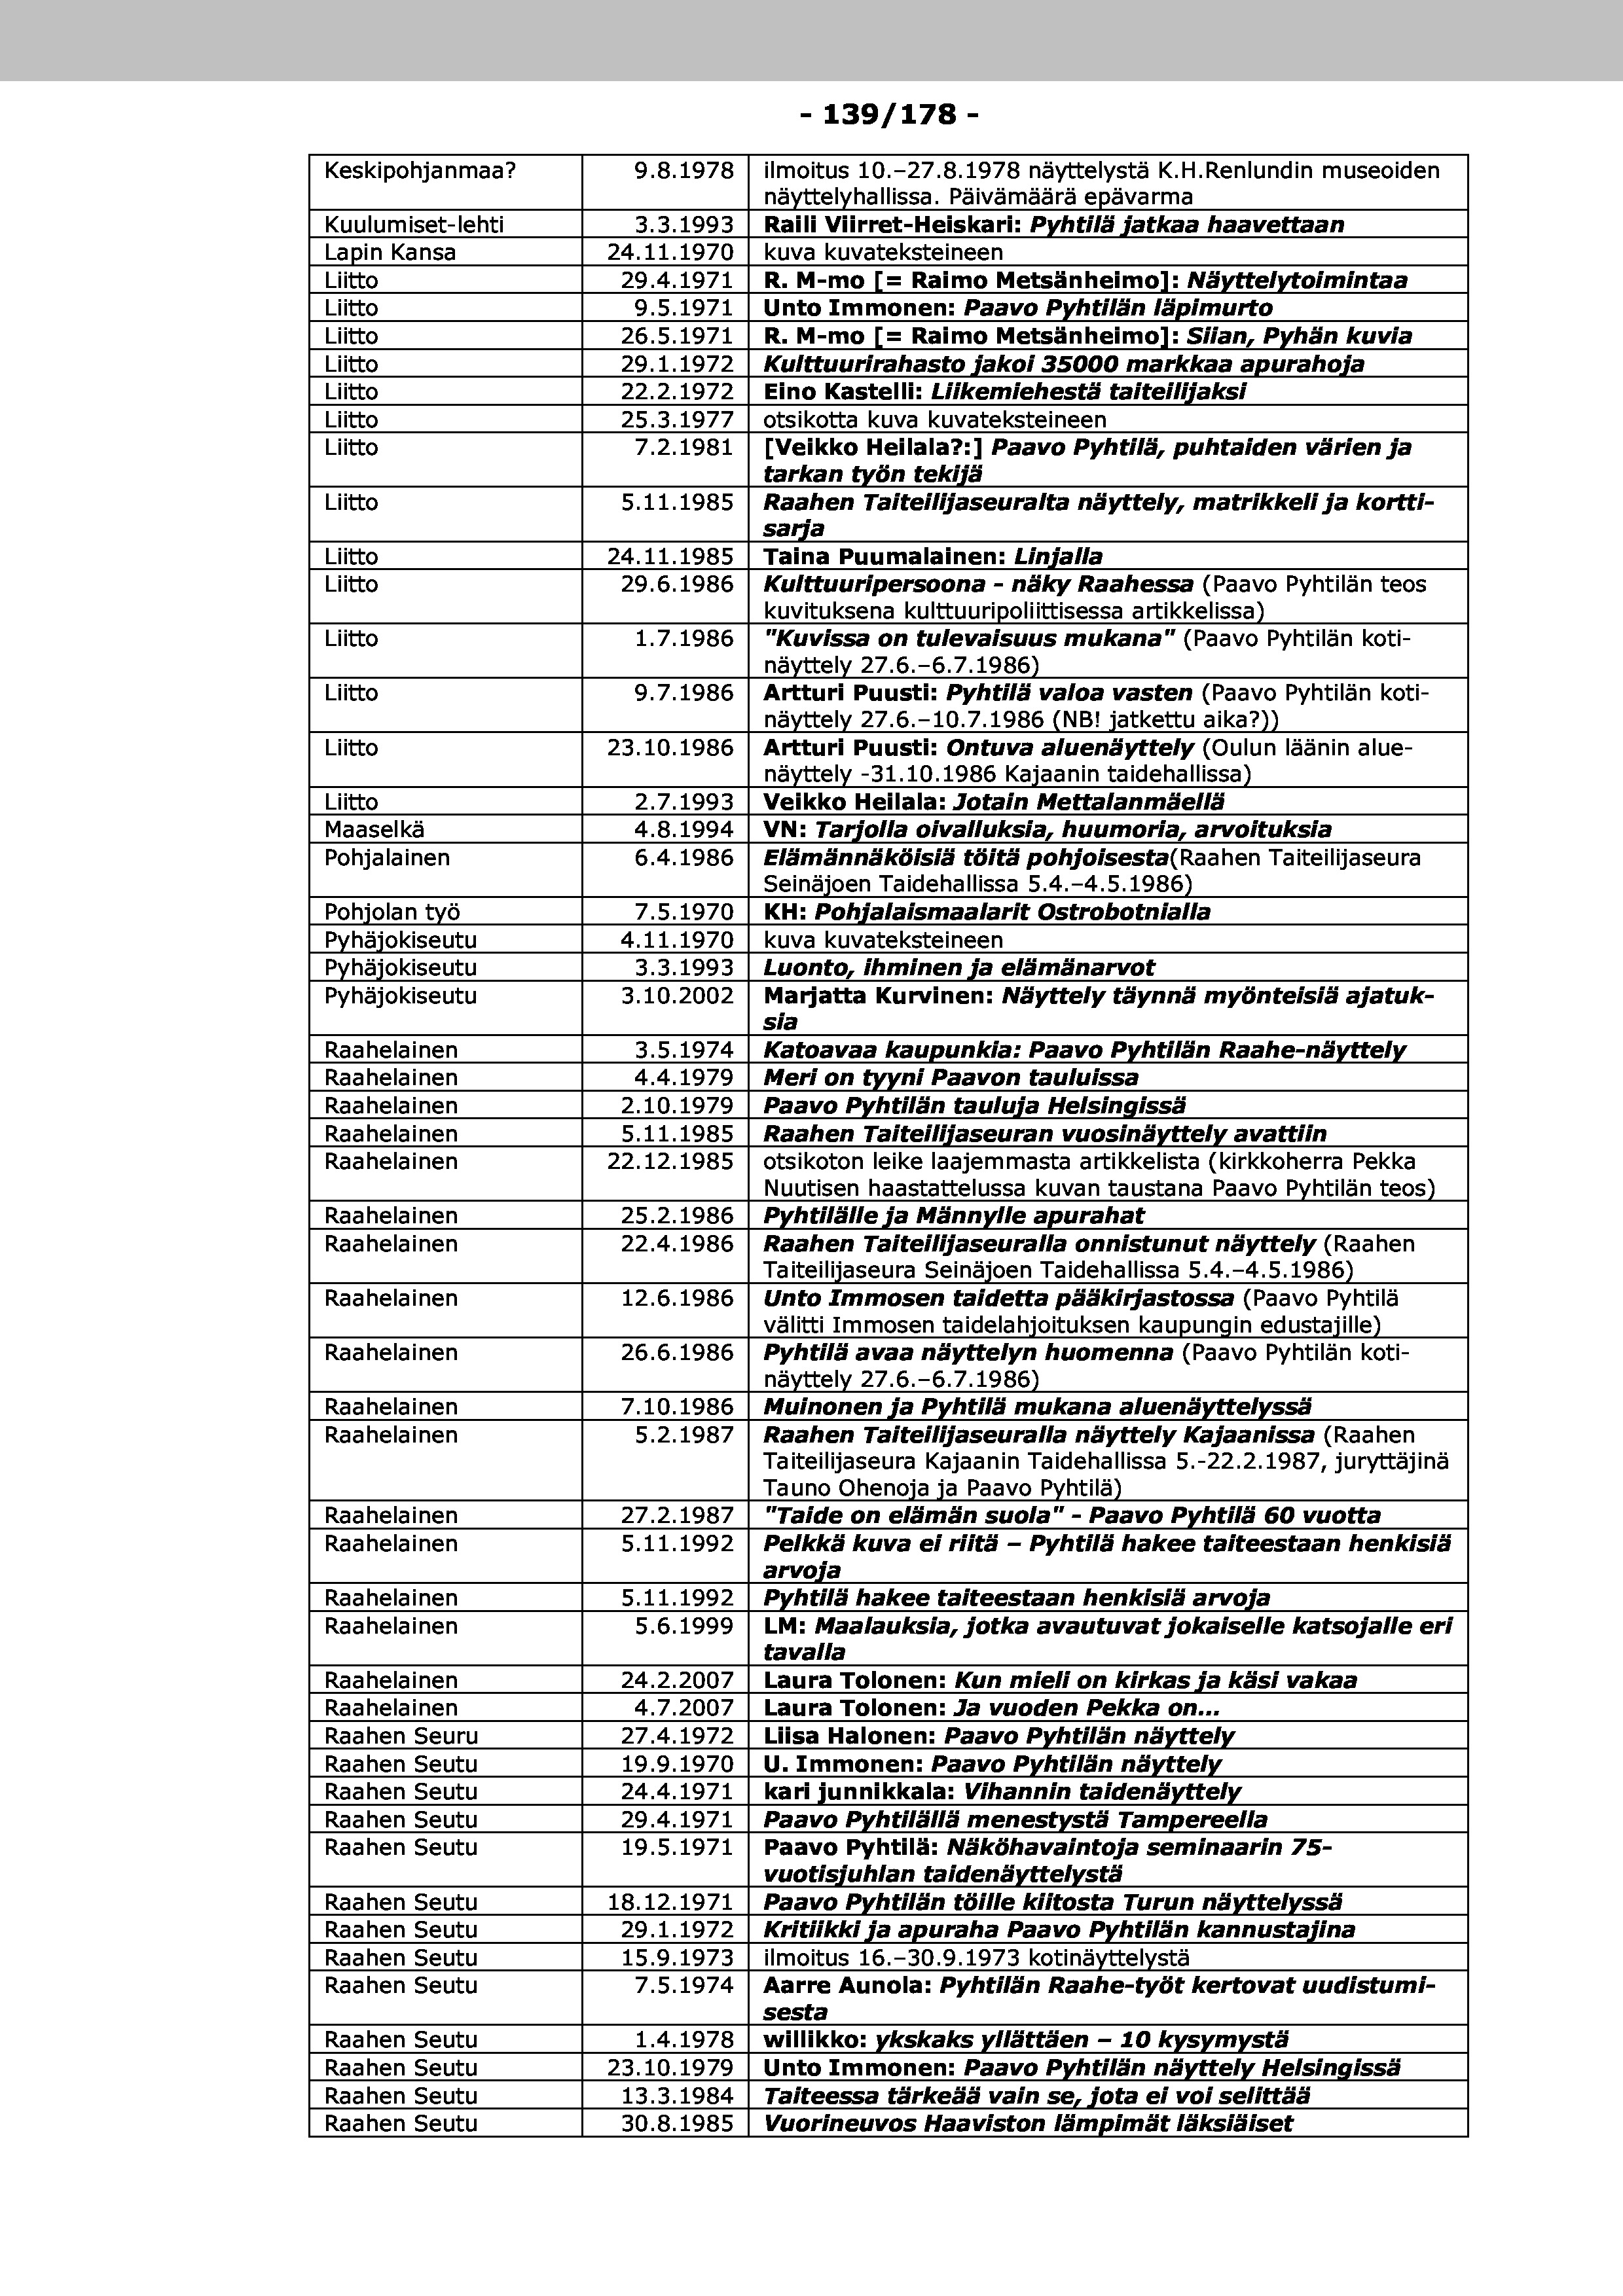 - 139/178 -
Keskipohjanmaa? 9.8.1978 ilmoitus 10.–27.8.1978 näyttelystä K.H.Renlundin museoiden
näyttelyhallissa. Päivämäärä epävarma
Kuulumiset-lehti 3.3.1993 Raili Viirret-Heiskari: Pyhtilä jatkaa haavettaan
Lapin Kansa 24.11.1970 kuva kuvateksteineen
Liitto 29.4.1971 R. M-mo [= Raimo Metsänheimo]: Näyttelytoimintaa
Liitto 9.5.1971 Unto Immonen: Paavo Pyhtilän läpimurto
Liitto 26.5.1971 R. M-mo [= Raimo Metsänheimo]: Siian, Pyhän kuvia
Liitto 29.1.1972 Kulttuurirahasto jakoi 35000 markkaa apurahoja
Liitto 22.2.1972 Eino Kastelli: Liikemiehestä taiteilijaksi
Liitto 25.3.1977 otsikotta kuva kuvateksteineen
Liitto 7.2.1981 [Veikko Heilala?:] Paavo Pyhtilä, puhtaiden värien ja
tarkan työn tekijä
Liitto 5.11.1985 Raahen Taiteilijaseuralta näyttely, matrikkeli ja kortti-
sarja
Liitto 24.11.1985 Taina Puumalainen: Linjalla
Liitto 29.6.1986 Kulttuuripersoona - näky Raahessa (Paavo Pyhtilän teos
kuvituksena kulttuuripoliittisessa artikkelissa)
Liitto 1.7.1986 "Kuvissa on tulevaisuus mukana" (Paavo Pyhtilän koti-
näyttely 27.6.–6.7.1986)
Liitto 9.7.1986 Artturi Puusti: Pyhtilä valoa vasten (Paavo Pyhtilän koti-
näyttely 27.6.–10.7.1986 (NB! jatkettu aika?))
Liitto 23.10.1986 Artturi Puusti: Ontuva aluenäyttely (Oulun läänin alue-
näyttely -31.10.1986 Kajaanin taidehallissa)
Liitto 2.7.1993 Veikko Heilala: Jotain Mettalanmäellä
Maaselkä 4.8.1994 VN: Tarjolla oivalluksia, huumoria, arvoituksia
Pohjalainen 6.4.1986 Elämännäköisiä töitä pohjoisesta(Raahen Taiteilijaseura
Seinäjoen Taidehallissa 5.4.–4.5.1986)
Pohjolan työ 7.5.1970 KH: Pohjalaismaalarit Ostrobotnialla
Pyhäjokiseutu 4.11.1970 kuva kuvateksteineen
Pyhäjokiseutu 3.3.1993 Luonto, ihminen ja elämänarvot
Pyhäjokiseutu 3.10.2002 Marjatta Kurvinen: Näyttely täynnä myönteisiä ajatuk-
sia
Raahelainen 3.5.1974 Katoavaa kaupunkia: Paavo Pyhtilän Raahe-näyttely
Raahelainen 4.4.1979 Meri on tyyni Paavon tauluissa
Raahelainen 2.10.1979 Paavo Pyhtilän tauluja Helsingissä
Raahelainen 5.11.1985 Raahen Taiteilijaseuran vuosinäyttely avattiin
Raahelainen 22.12.1985 otsikoton leike laajemmasta artikkelista (kirkkoherra Pekka
Nuutisen haastattelussa kuvan taustana Paavo Pyhtilän teos)
Raahelainen 25.2.1986 Pyhtilälle ja Männylle apurahat
Raahelainen 22.4.1986 Raahen Taiteilijaseuralla onnistunut näyttely (Raahen
Taiteilijaseura Seinäjoen Taidehallissa 5.4.–4.5.1986)
Raahelainen 12.6.1986 Unto Immosen taidetta pääkirjastossa (Paavo Pyhtilä
välitti Immosen taidelahjoituksen kaupungin edustajille)
Raahelainen 26.6.1986 Pyhtilä avaa näyttelyn huomenna (Paavo Pyhtilän koti-
näyttely 27.6.–6.7.1986)
Raahelainen 7.10.1986 Muinonen ja Pyhtilä mukana aluenäyttelyssä
Raahelainen 5.2.1987 Raahen Taiteilijaseuralla näyttely Kajaanissa (Raahen
Taiteilijaseura Kajaanin Taidehallissa 5.-22.2.1987, juryttäjinä
Tauno Ohenoja ja Paavo Pyhtilä)
Raahelainen 27.2.1987 "Taide on elämän suola" - Paavo Pyhtilä 60 vuotta
Raahelainen 5.11.1992 Pelkkä kuva ei riitä – Pyhtilä hakee taiteestaan henkisiä
arvoja
Raahelainen 5.11.1992 Pyhtilä hakee taiteestaan henkisiä arvoja
Raahelainen 5.6.1999 LM: Maalauksia, jotka avautuvat jokaiselle katsojalle eri
tavalla
Raahelainen 24.2.2007 Laura Tolonen: Kun mieli on kirkas ja käsi vakaa
Raahelainen 4.7.2007 Laura Tolonen: Ja vuoden Pekka on...
Raahen Seuru 27.4.1972 Liisa Halonen: Paavo Pyhtilän näyttely
Raahen Seutu 19.9.1970 U. Immonen: Paavo Pyhtilän näyttely
Raahen Seutu 24.4.1971 kari junnikkala: Vihannin taidenäyttely
Raahen Seutu 29.4.1971 Paavo Pyhtilällä menestystä Tampereella
Raahen Seutu 19.5.1971 Paavo Pyhtilä: Näköhavaintoja seminaarin 75-
vuotisjuhlan taidenäyttelystä
Raahen Seutu 18.12.1971 Paavo Pyhtilän töille kiitosta Turun näyttelyssä
Raahen Seutu 29.1.1972 Kritiikki ja apuraha Paavo Pyhtilän kannustajina
Raahen Seutu 15.9.1973 ilmoitus 16.–30.9.1973 kotinäyttelystä
Raahen Seutu 7.5.1974 Aarre Aunola: Pyhtilän Raahe-työt kertovat uudistumi-
sesta
Raahen Seutu 1.4.1978 willikko: ykskaks yllättäen – 10 kysymystä
Raahen Seutu 23.10.1979 Unto Immonen: Paavo Pyhtilän näyttely Helsingissä
Raahen Seutu 13.3.1984 Taiteessa tärkeää vain se, jota ei voi selittää
Raahen Seutu 30.8.1985 Vuorineuvos Haaviston lämpimät läksiäiset